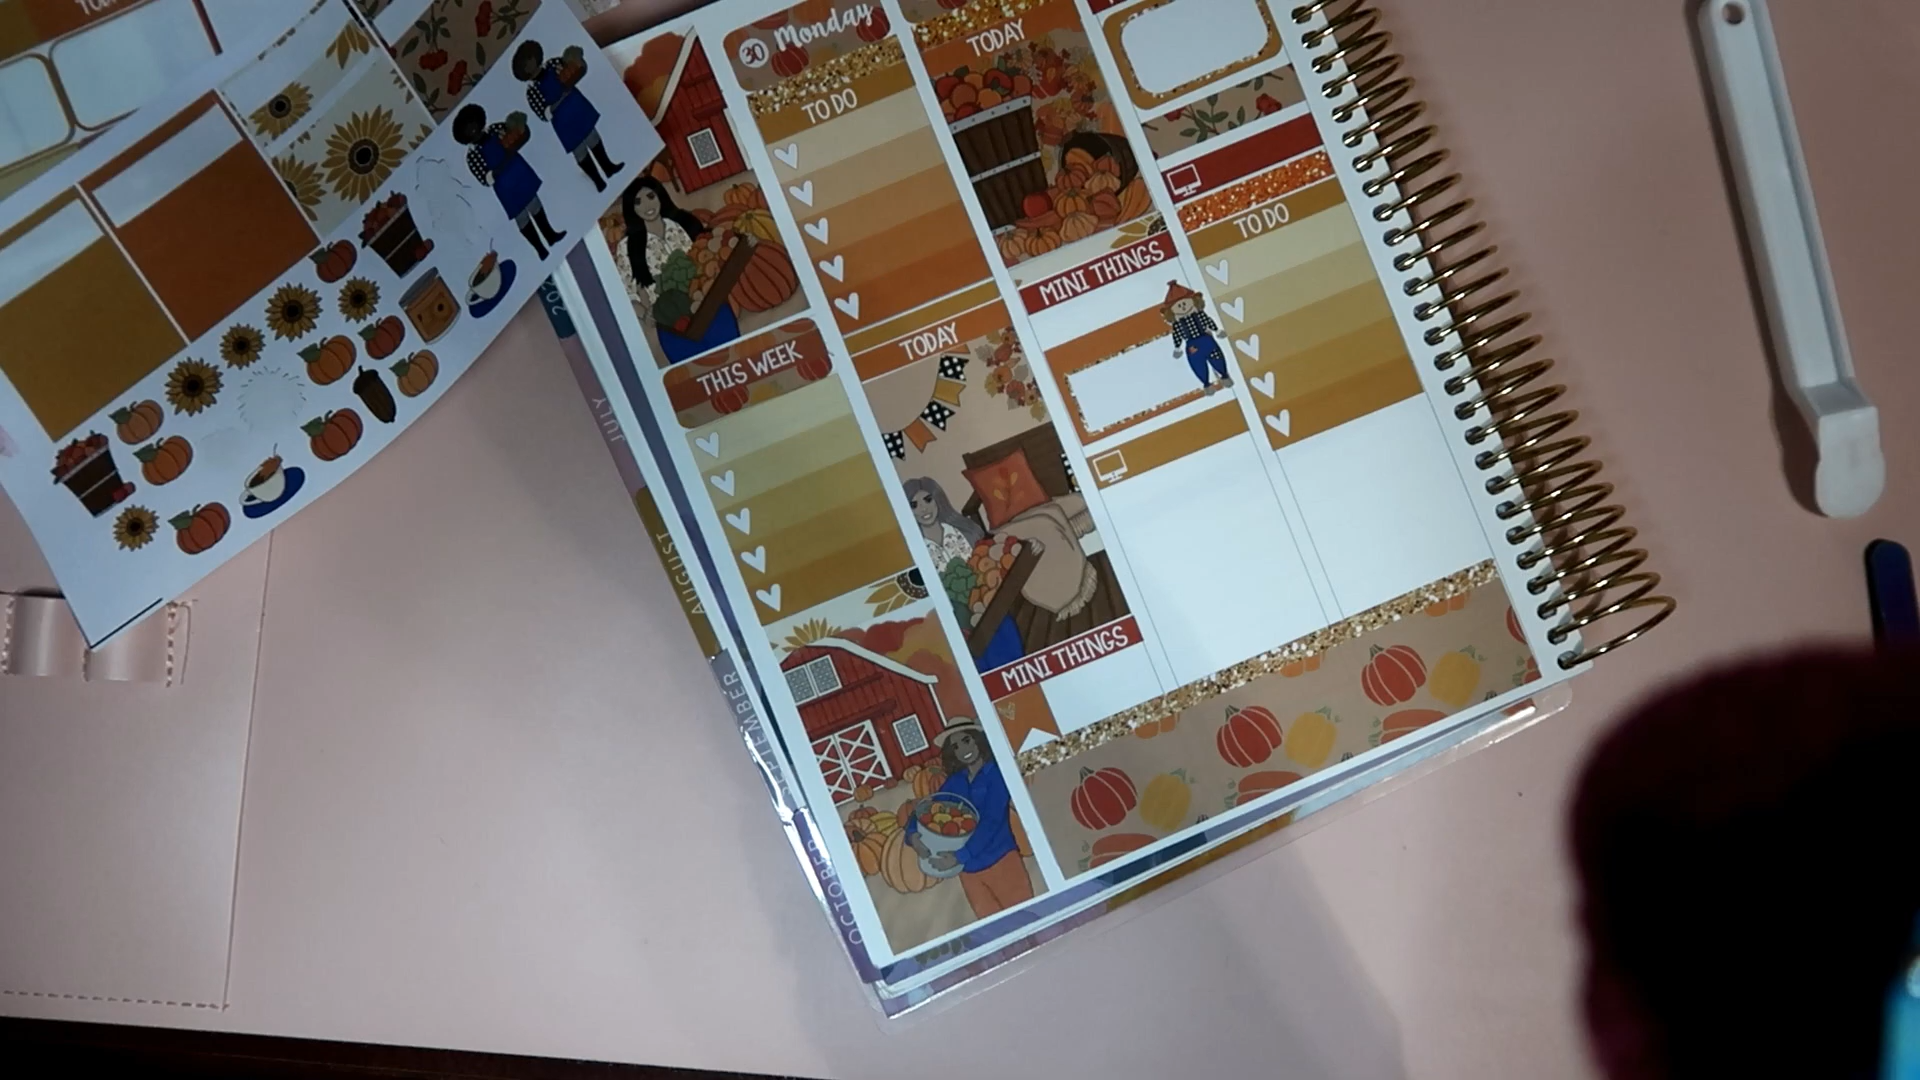 30 Monday
TO DO
TODAY
TO DO
MINI THINGS
TODAY
THIS WEEK
MINI THINGS
JULY
AUGUST
SEPTEMBER
OCTOBER